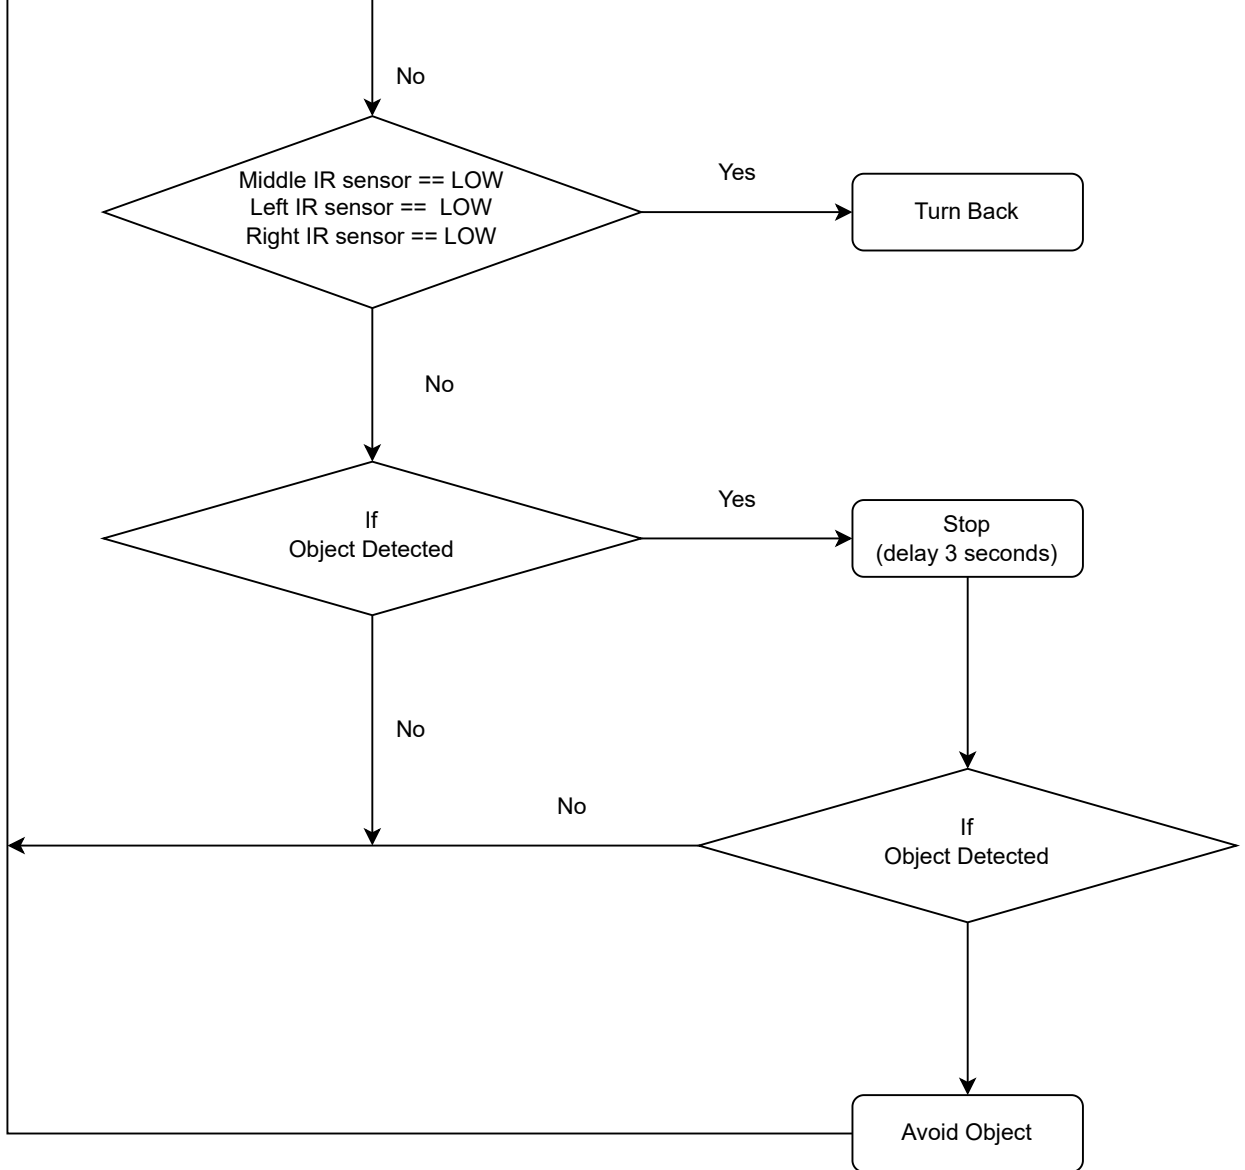 No
Middle IR sensor == LOW
Left IR sensor ==  LOW
Right IR sensor == LOW
Yes
Turn Back
No
If
Object Detected
Yes
Stop
(delay 3 seconds)
No
No
If
Object Detected
Avoid Object